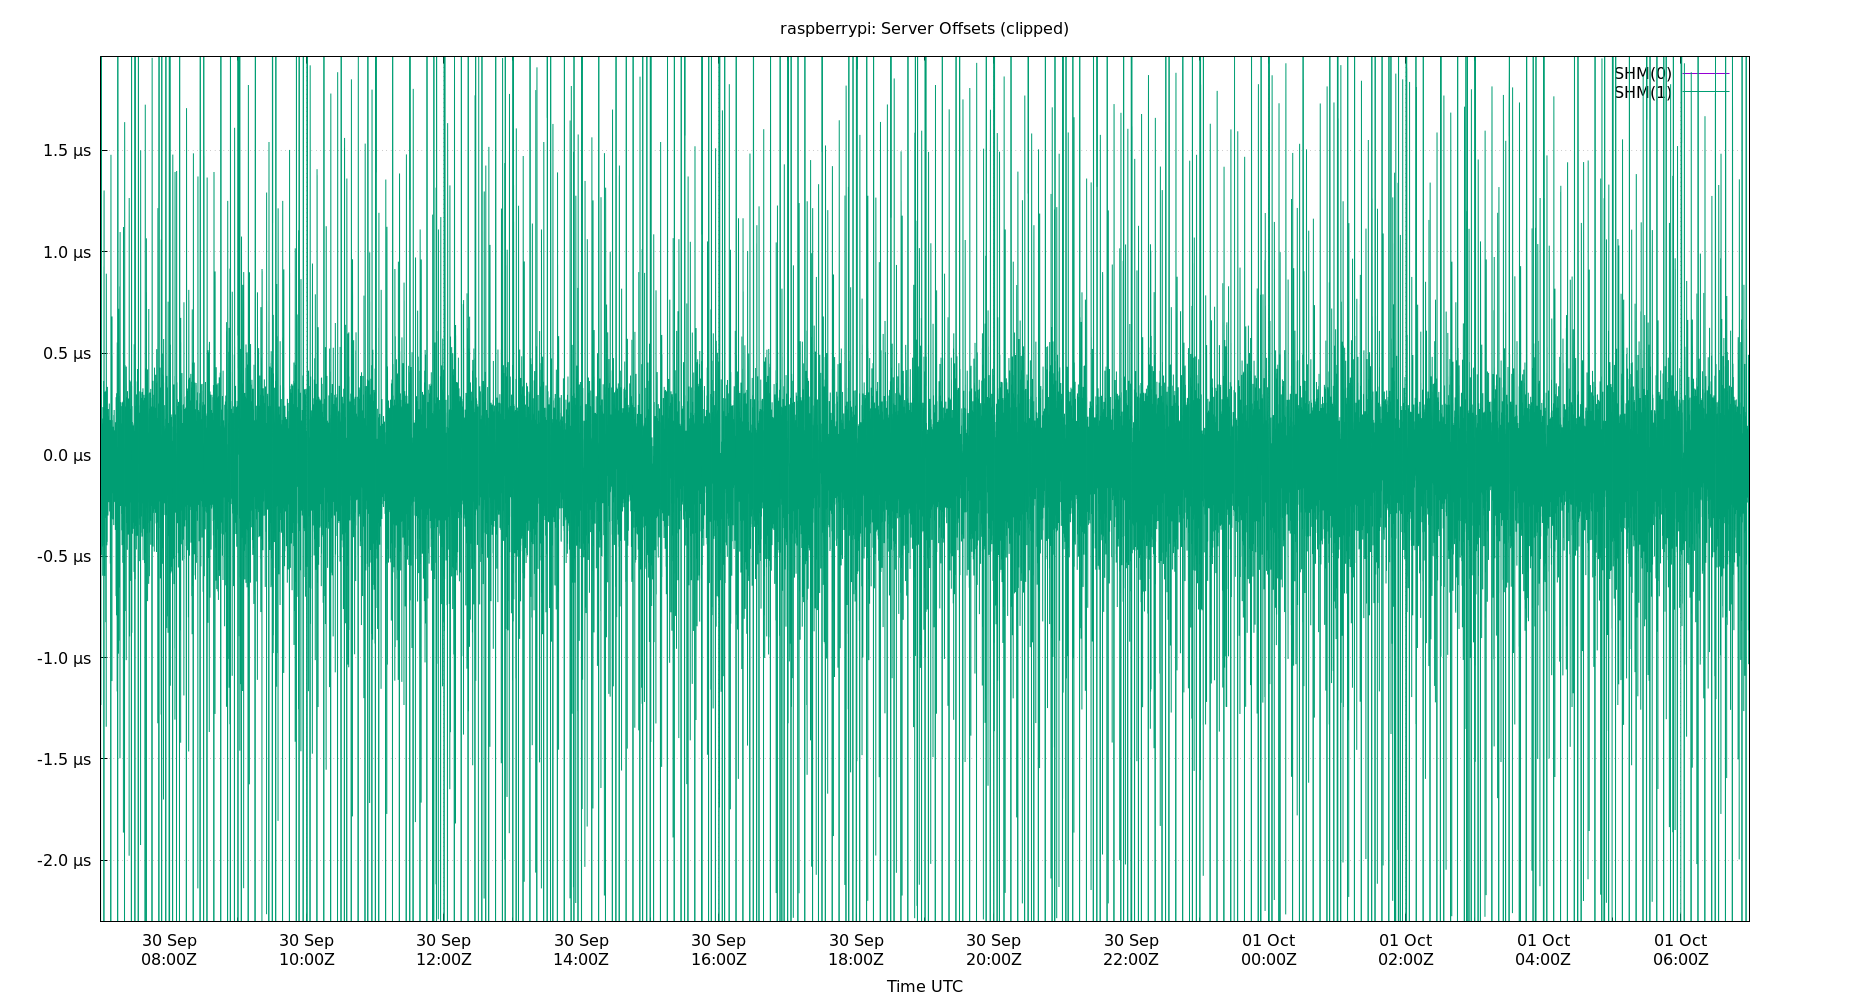 raspberrypi: Server Offsets (clipped)
SHM(0)
SHM(1)
1.5 µs
1.0 µs
0.5 µs
0.0 µs
-0.5 µs
-1.0 µs
-1.5 µs
-2.0 µs
30 Sep 30 Sep 30 Sep 30 Sep 30 Sep 30 Sep 30 Sep 30 Sep 01 Oct 01 Oct 01 Oct 01 Oct
08:00Z 10:00Z 12:00Z 14:00Z 16:00Z 18:00Z 20:00Z 22:00Z 00:00Z 02:00Z 04:00Z 06:00Z
Time UTC